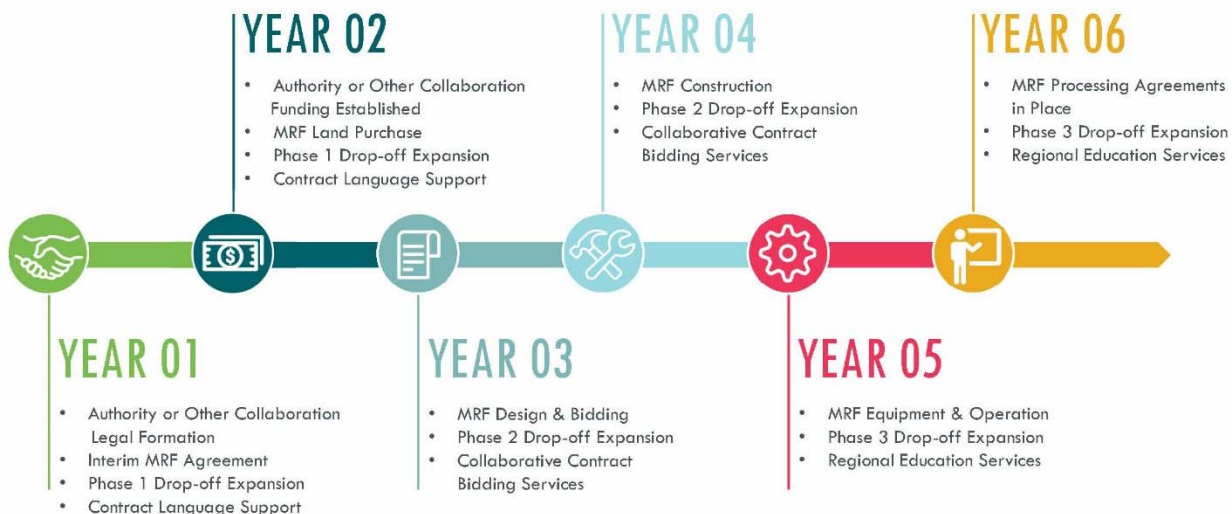 YEAR 02
• Authority or Other Collaboration
Funding Established
• MRF Land Purchase
• Phase 1 Drop-off Expansion
• Contract Language Support
YEAR 04
• MRF Construction
• Phase 2 Drop-off Expansion
• Collaborative Contract
Bidding Services
YEAR 06
• MRF Processing Agreements
in Place
• Phase 3 Drop-off Expansion
• Regional Education Services
$
YEAR 01
• Authority or Other Collaboration
Legal Formation
• Interim MRF Agreement
• Phase 1 Drop-off Expansion
• Contract Language Support
YEAR 03
• MRF Design & Bidding
• Phase 2 Drop-off Expansion
• Collaborative Contract
Bidding Services
YEAR 05
• MRF Equipment & Operation
• Phase 3 Drop-off Expansion
• Regional Education Services